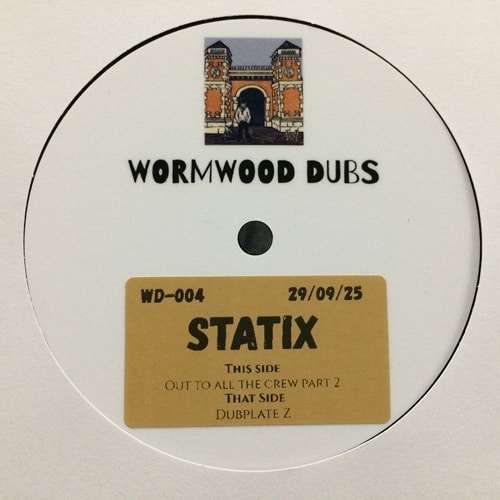 WORMWOOD DUBS
WD-004 29/09/25
STATIX
THIS SIDE
OUT TO ALL THE CREW PART 2
THAT SIDE
DUBPLATE Z